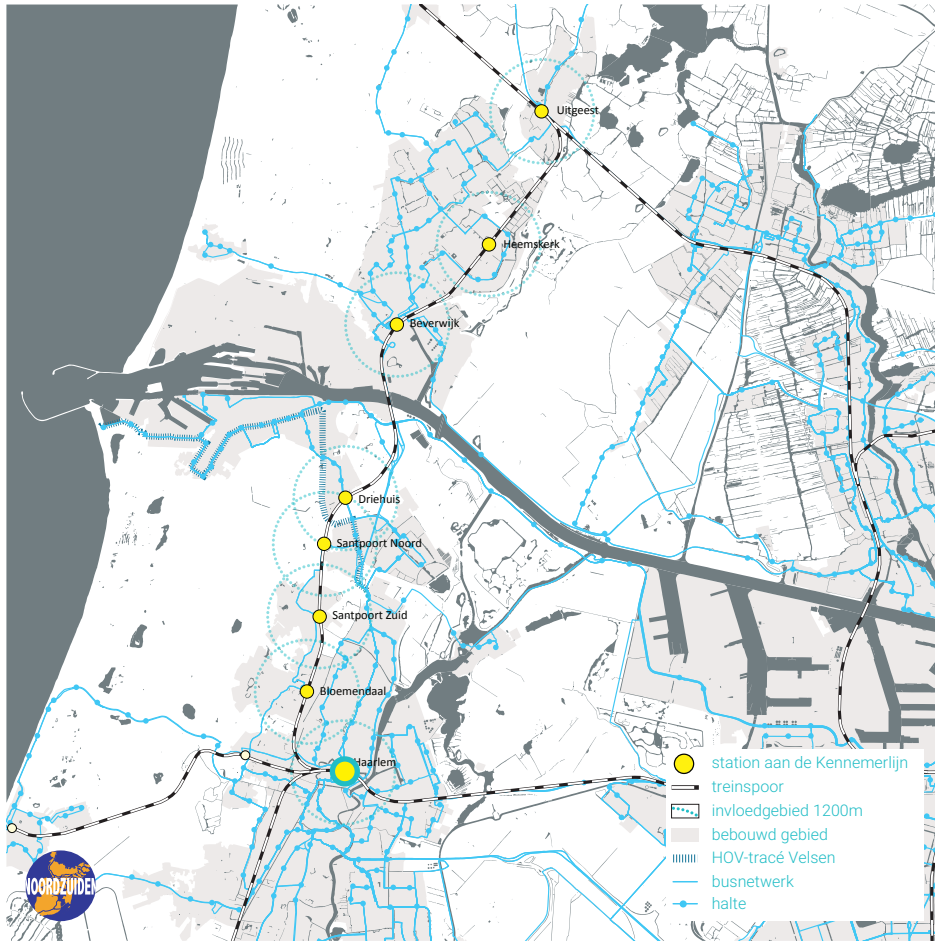 Uitgeest
Heemskerk
Beverwijk
Driehuis
Santpoort Noord
Santpoort Zuid
Bloemendaal
Haarlem
station aan de Kennemerlijn
treinspoor
invloedgebied 1200m
bebouwd gebied
HOV-tracé Velsen
busnetwerk
halte
NOORDZUIDEN